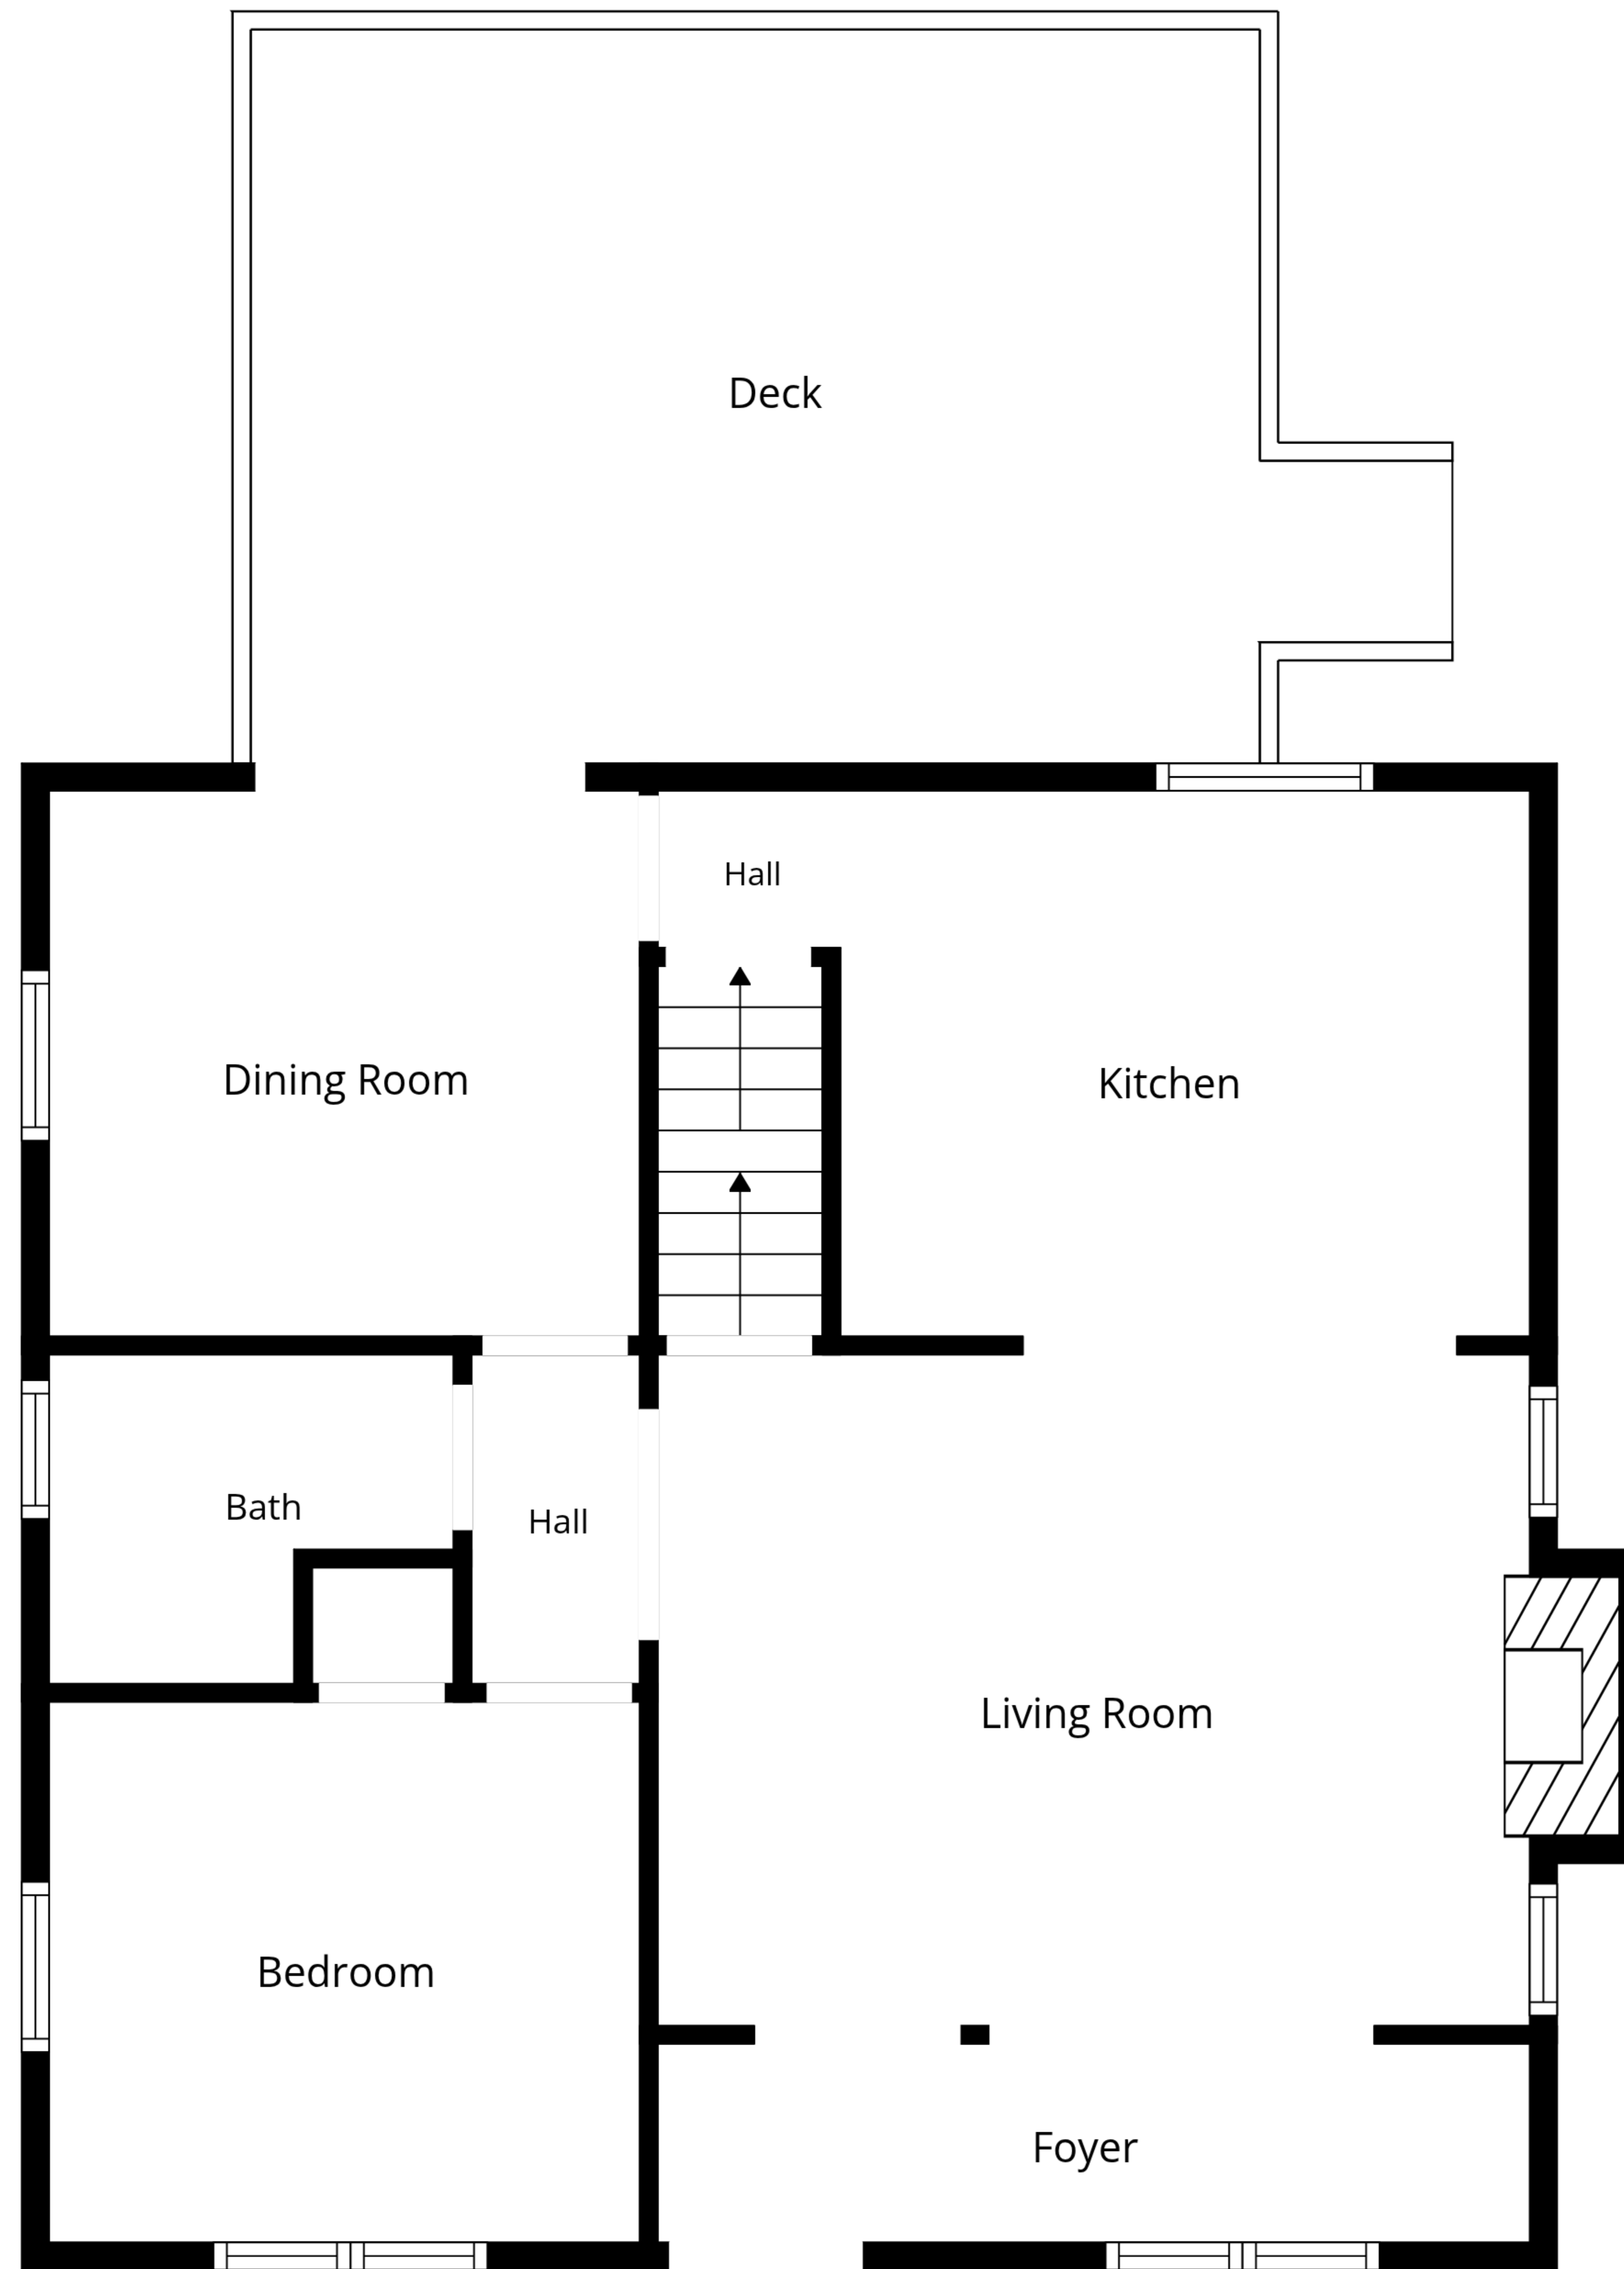 Deck
Hall
Dining Room
Kitchen
Bath
Hall
Living Room
Bedroom
Foyer